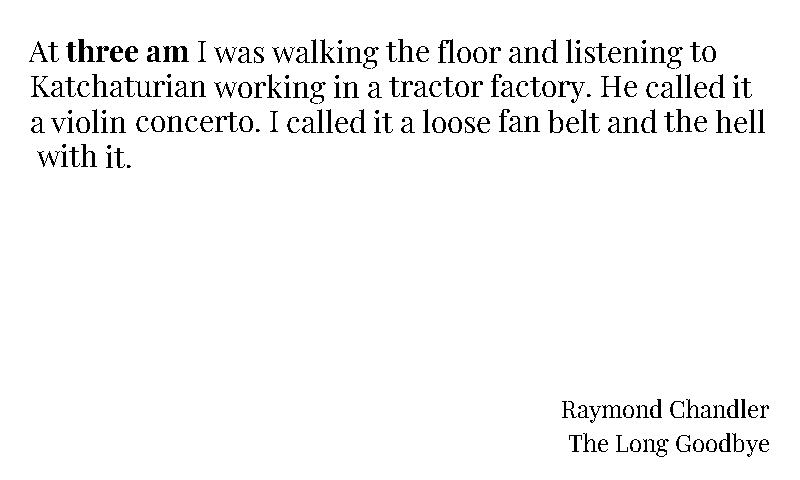 At three am I was walking the floor and listening to
Katchaturian working in a tractor factory. He called it
a violin concerto. I called it a loose fan belt and the hell
with it.
Raymond Chandler
The Long Goodbye